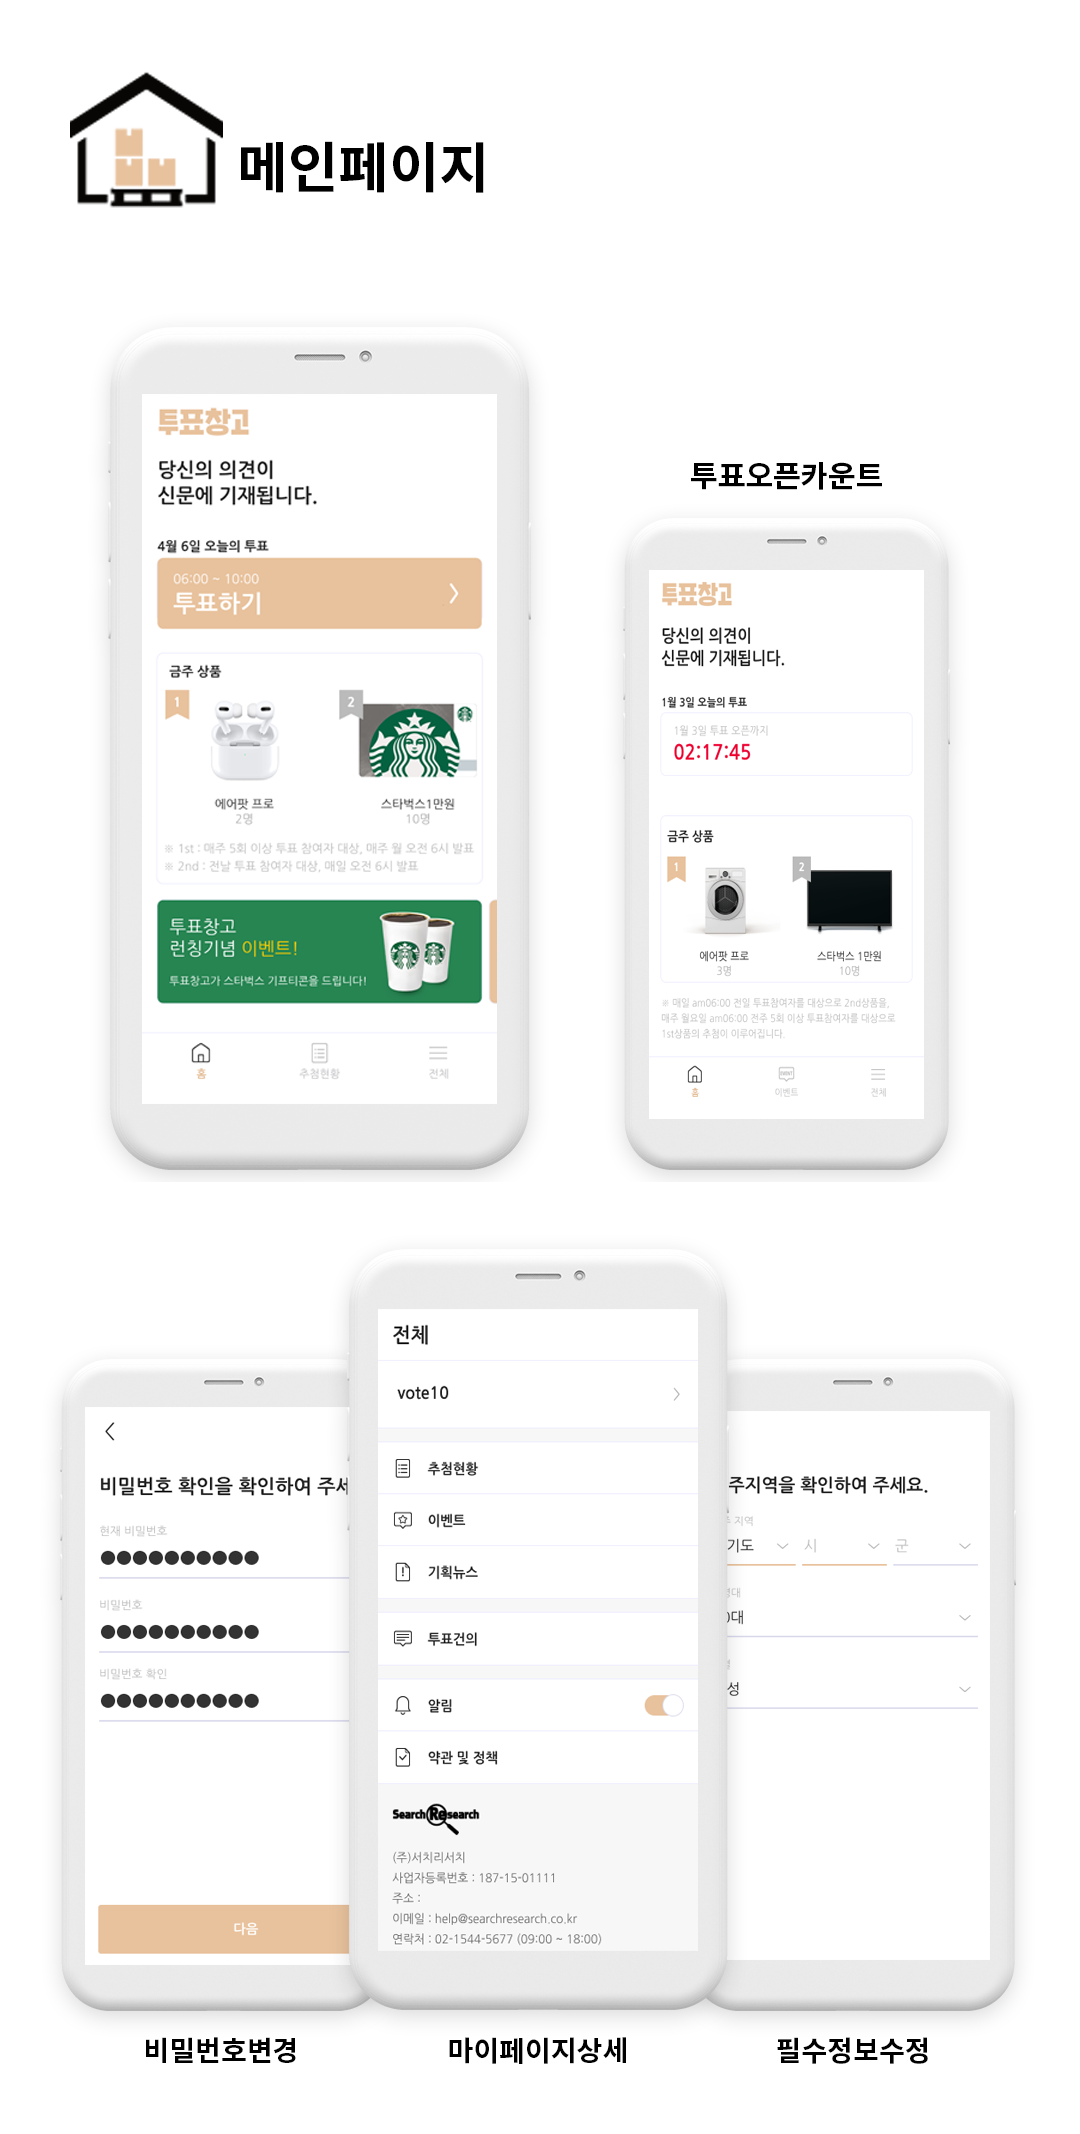 메인페이지
투표창고
당신의 의견이
신문에 기재됩니다.
4월 6일 오늘의 투표
06:00 ~ 10:00
투표하기
금주 상품
1
2
에어팟 프로
2명
스타벅스1만원
10명
※ 1st : 매주 5회 이상 투표 참여자 대상, 매주 월 오전 6시 발표
※ 2nd : 전날 투표 참여자 대상, 매일 오전 6시 발표
투표창고
런칭기념 이벤트!
투표창고가 스타벅스 기프티콘을 드립니다!
홈
추첨현황
전체
투표오픈카운트
투표창고
당신의 의견이
신문에 기재됩니다.
1월 3일 오늘의 투표
1월 3일 투표 오픈까지
02:17:45
금주 상품
1
2
에어팟 프로
3명
스타벅스 1만원
10명
※ 매일 am06:00 전일 투표참여자를 대상으로 2nd상품을,
매주 월요일 am06:00 전주 5회 이상 투표참여자를 대상으로
1st상품의 추첨이 이루어집니다.
홈
EVENT
이벤트
전체
비밀번호 확인을 확인하여 주세
현재 비밀번호
비밀번호
비밀번호 확인
다음
비밀번호변경
전체
vote10
추첨현황
이벤트
기획뉴스
투표건의
알림
약관 및 정책
Search Research
(주)서치리서치
사업자등록번호 : 187-15-01111
주소 :
이메일 : help@searchresearch.co.kr
연락처 : 02-1544-5677 (09:00 ~ 18:00)
마이페이지상세
주지역을 확인하여 주세요.
지역
기도
시
군
대
성
필수정보수정